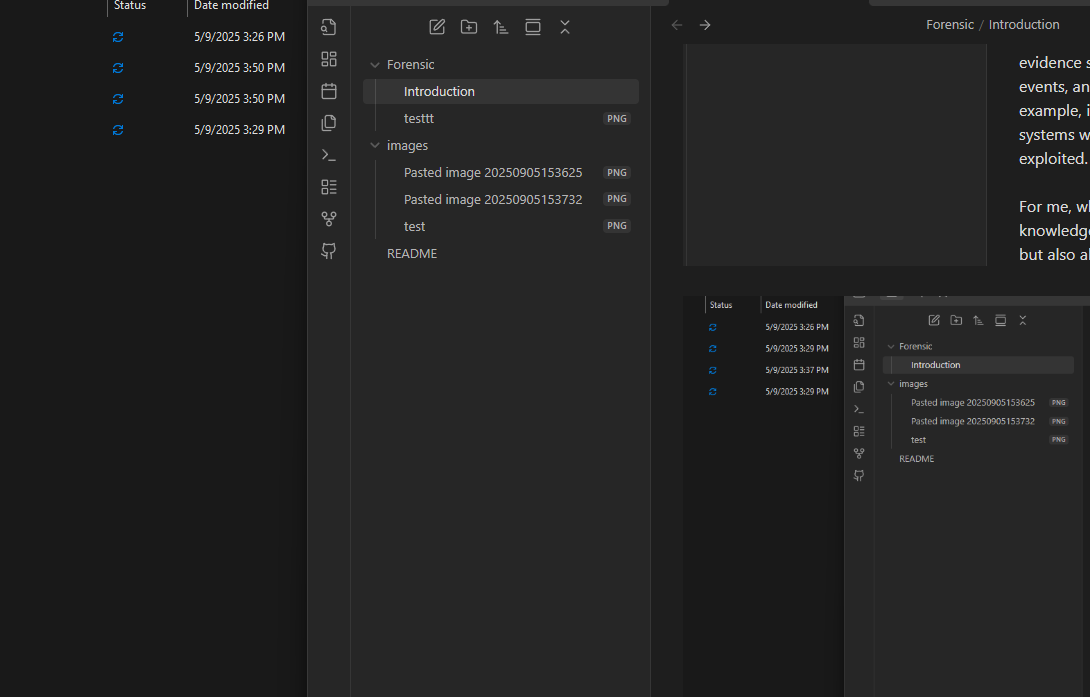 Status Date modified
5/9/2025 3:26 PM
5/9/2025 3:50 PM
5/9/2025 3:50 PM
5/9/2025 3:29 PM
Forensic
Introduction
testtt PNG
images
Pasted image 20250905153625 PNG
Pasted image 20250905153732 PNG
test PNG
README
Forensic / Introduction
evidence
events, an
example, i
systems w
exploited.
For me, w
knowledge
but also a
Status Date modified
5/9/2025 3:26 PM
5/9/2025 3:29 PM
5/9/2025 3:37 PM
5/9/2025 3:29 PM
Forensic
Introduction
images
Pasted image 20250905153625 PNG
Pasted image 20250905153732 PNG
test PNG
README